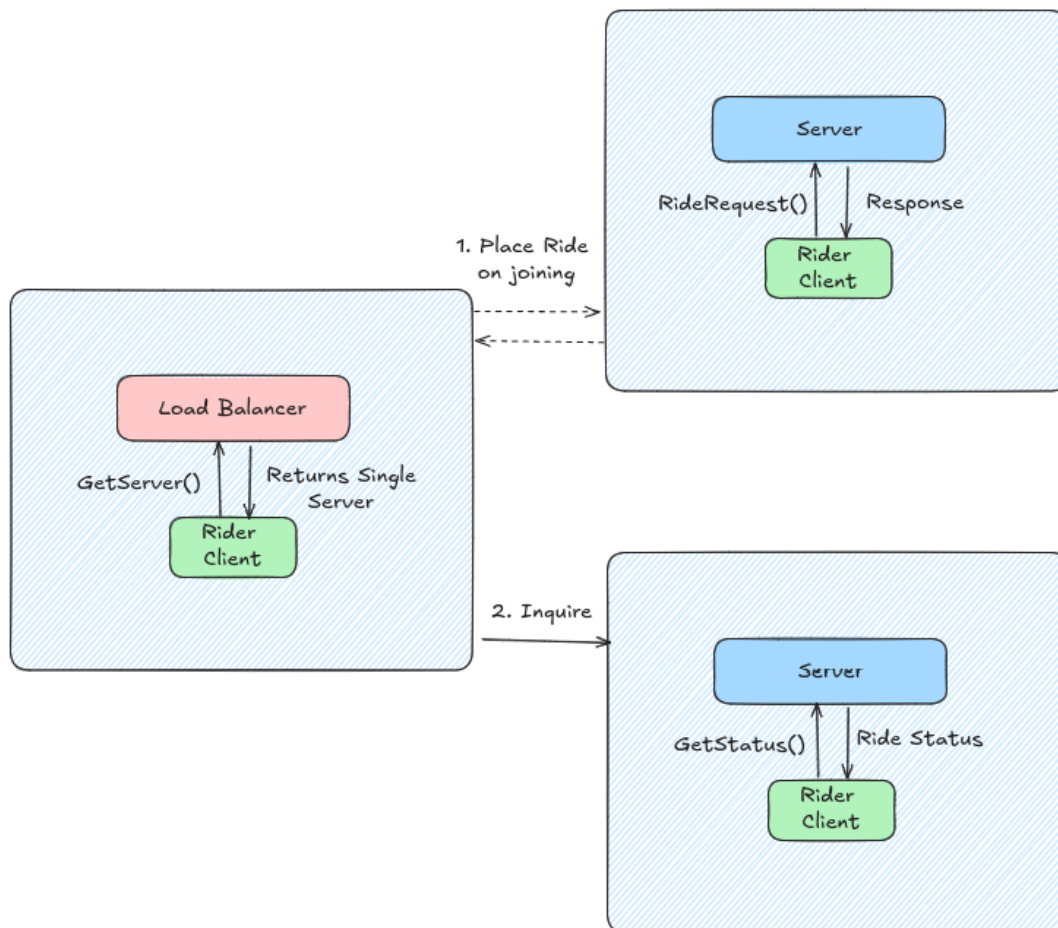 Server
RideRequest()
Response
Rider
Client
1. Place Ride
on joining
Load Balancer
GetServer()
Returns Single
Server
Rider
Client
2. Inquire
Server
GetStatus()
Ride Status
Rider
Client